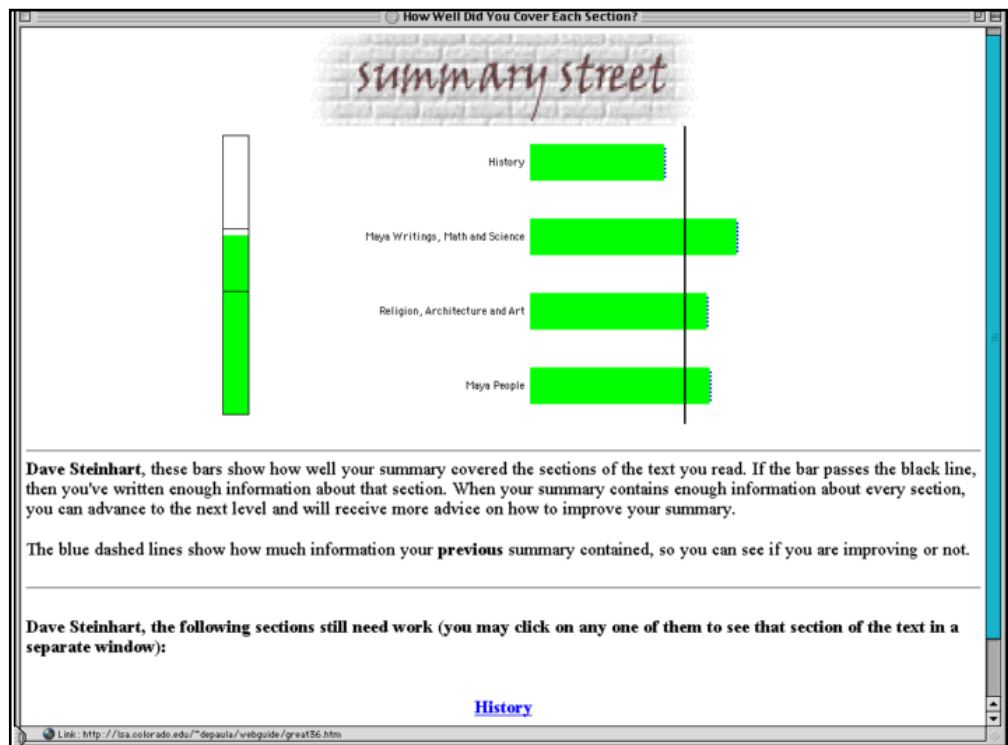 How Well Did You Cover Each Section?
summary street
History
Maya Writings, Math and Science
Religion, Architecture and Art
Maya People
Dave Steinhart, these bars show how well your summary covered the sections of the text you read. If the bar passes the black line,
then you've written enough information about that section. When your summary contains enough information about every section,
you can advance to the next level and will receive more advice on how to improve your summary.
The blue dashed lines show how much information your previous summary contained, so you can see if you are improving or not.
Dave Steinhart, the following sections still need work (you may click on any one of them to see that section of the text in a
separate window):
History
Link: http://lsa.colorado.edu/~depaula/webguide/great36.htm